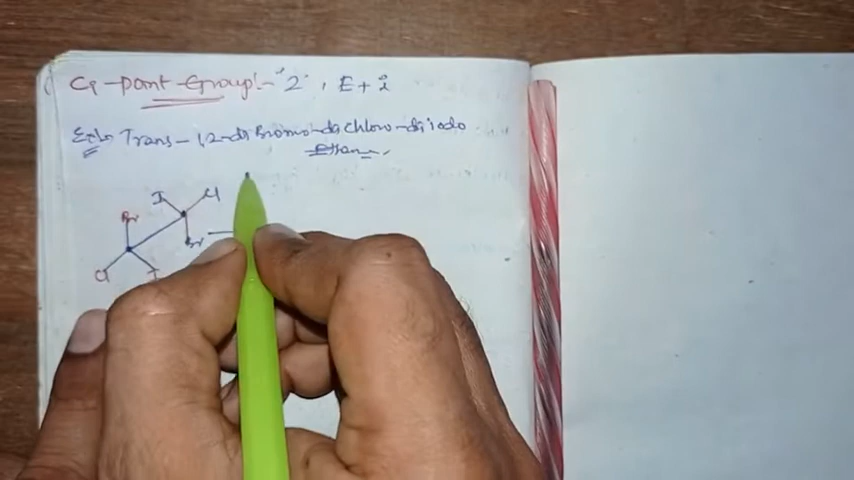 Ci-point-Group:- 2 , E + i
Ex:- Trans-1,2-di Bromo-di chloro-di iodo
Ethane.
I Cl
Br
Br
Cl I